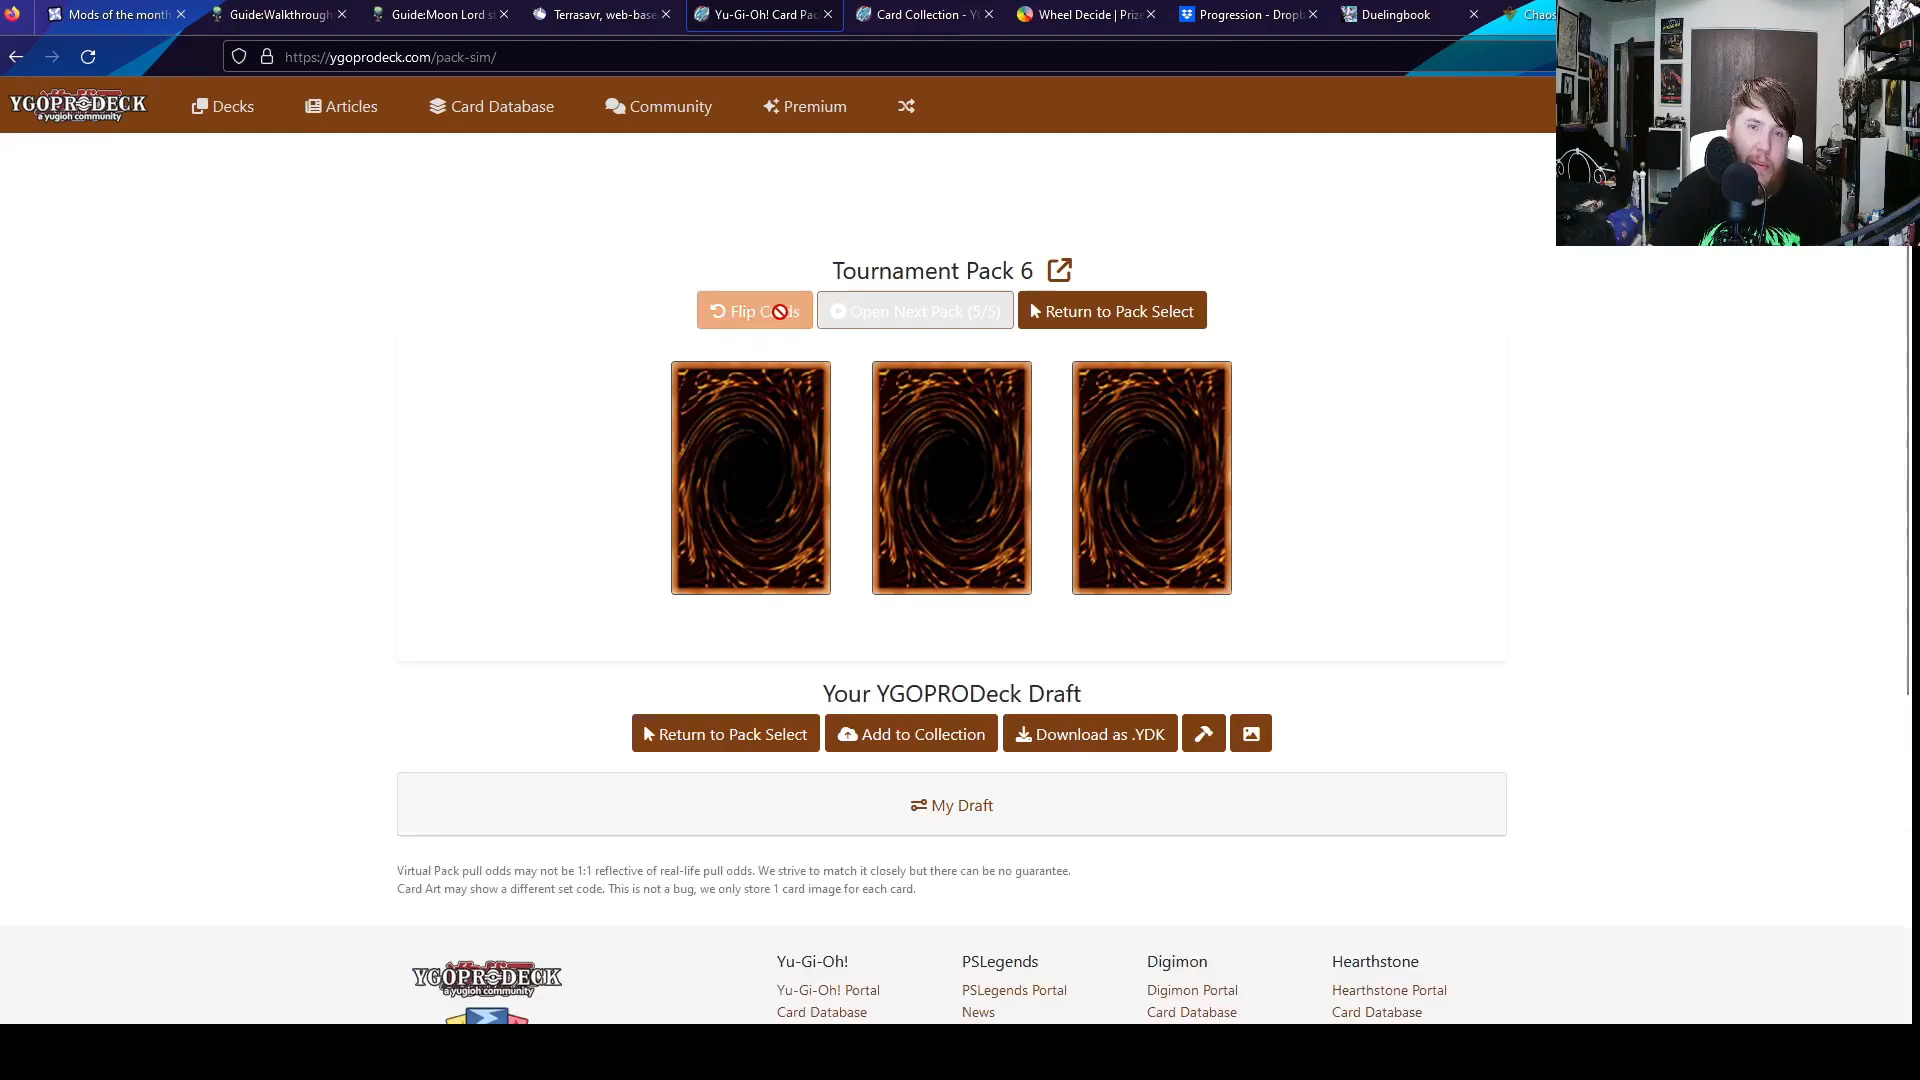 Mods of the month
Guide:Walkthrough
Guide:Moon Lord s
Terrasavr, web-base
Yu-Gi-Oh! Card Pac
Card Collection - Y
Wheel Decide | Priz
Progression - Dropb
Duelingbook
Chaos
https://ygoprodeck.com/pack-sim/
YGOPRODECK
a yugioh community
Decks
Articles
Card Database
Community
Premium
Tournament Pack 6
Flip C ds
Open Next Pack (5/5)
Return to Pack Select
Your YGOPRODeck Draft
Return to Pack Select
Add to Collection
Download as .YDK
My Draft
Virtual Pack pull odds may not be 1:1 reflective of real-life pull odds. We strive to match it closely but there can be no guarantee.
Card Art may show a different set code. This is not a bug, we only store 1 card image for each card.
YGOPRODECK
a yugioh community
Yu-Gi-Oh!
Yu-Gi-Oh! Portal
Card Database
PSLegends
PSLegends Portal
News
Digimon
Digimon Portal
Card Database
Hearthstone
Hearthstone Portal
Card Database